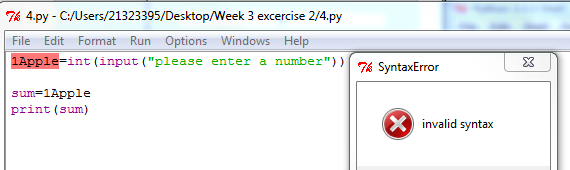 4.py - C:/Users/21323395/Desktop/Week 3 excercise 2/4.py
File Edit Format Run Options Windows Help
1Apple=int(input("please enter a number"))
sum=1Apple
print(sum)
SyntaxError
invalid syntax